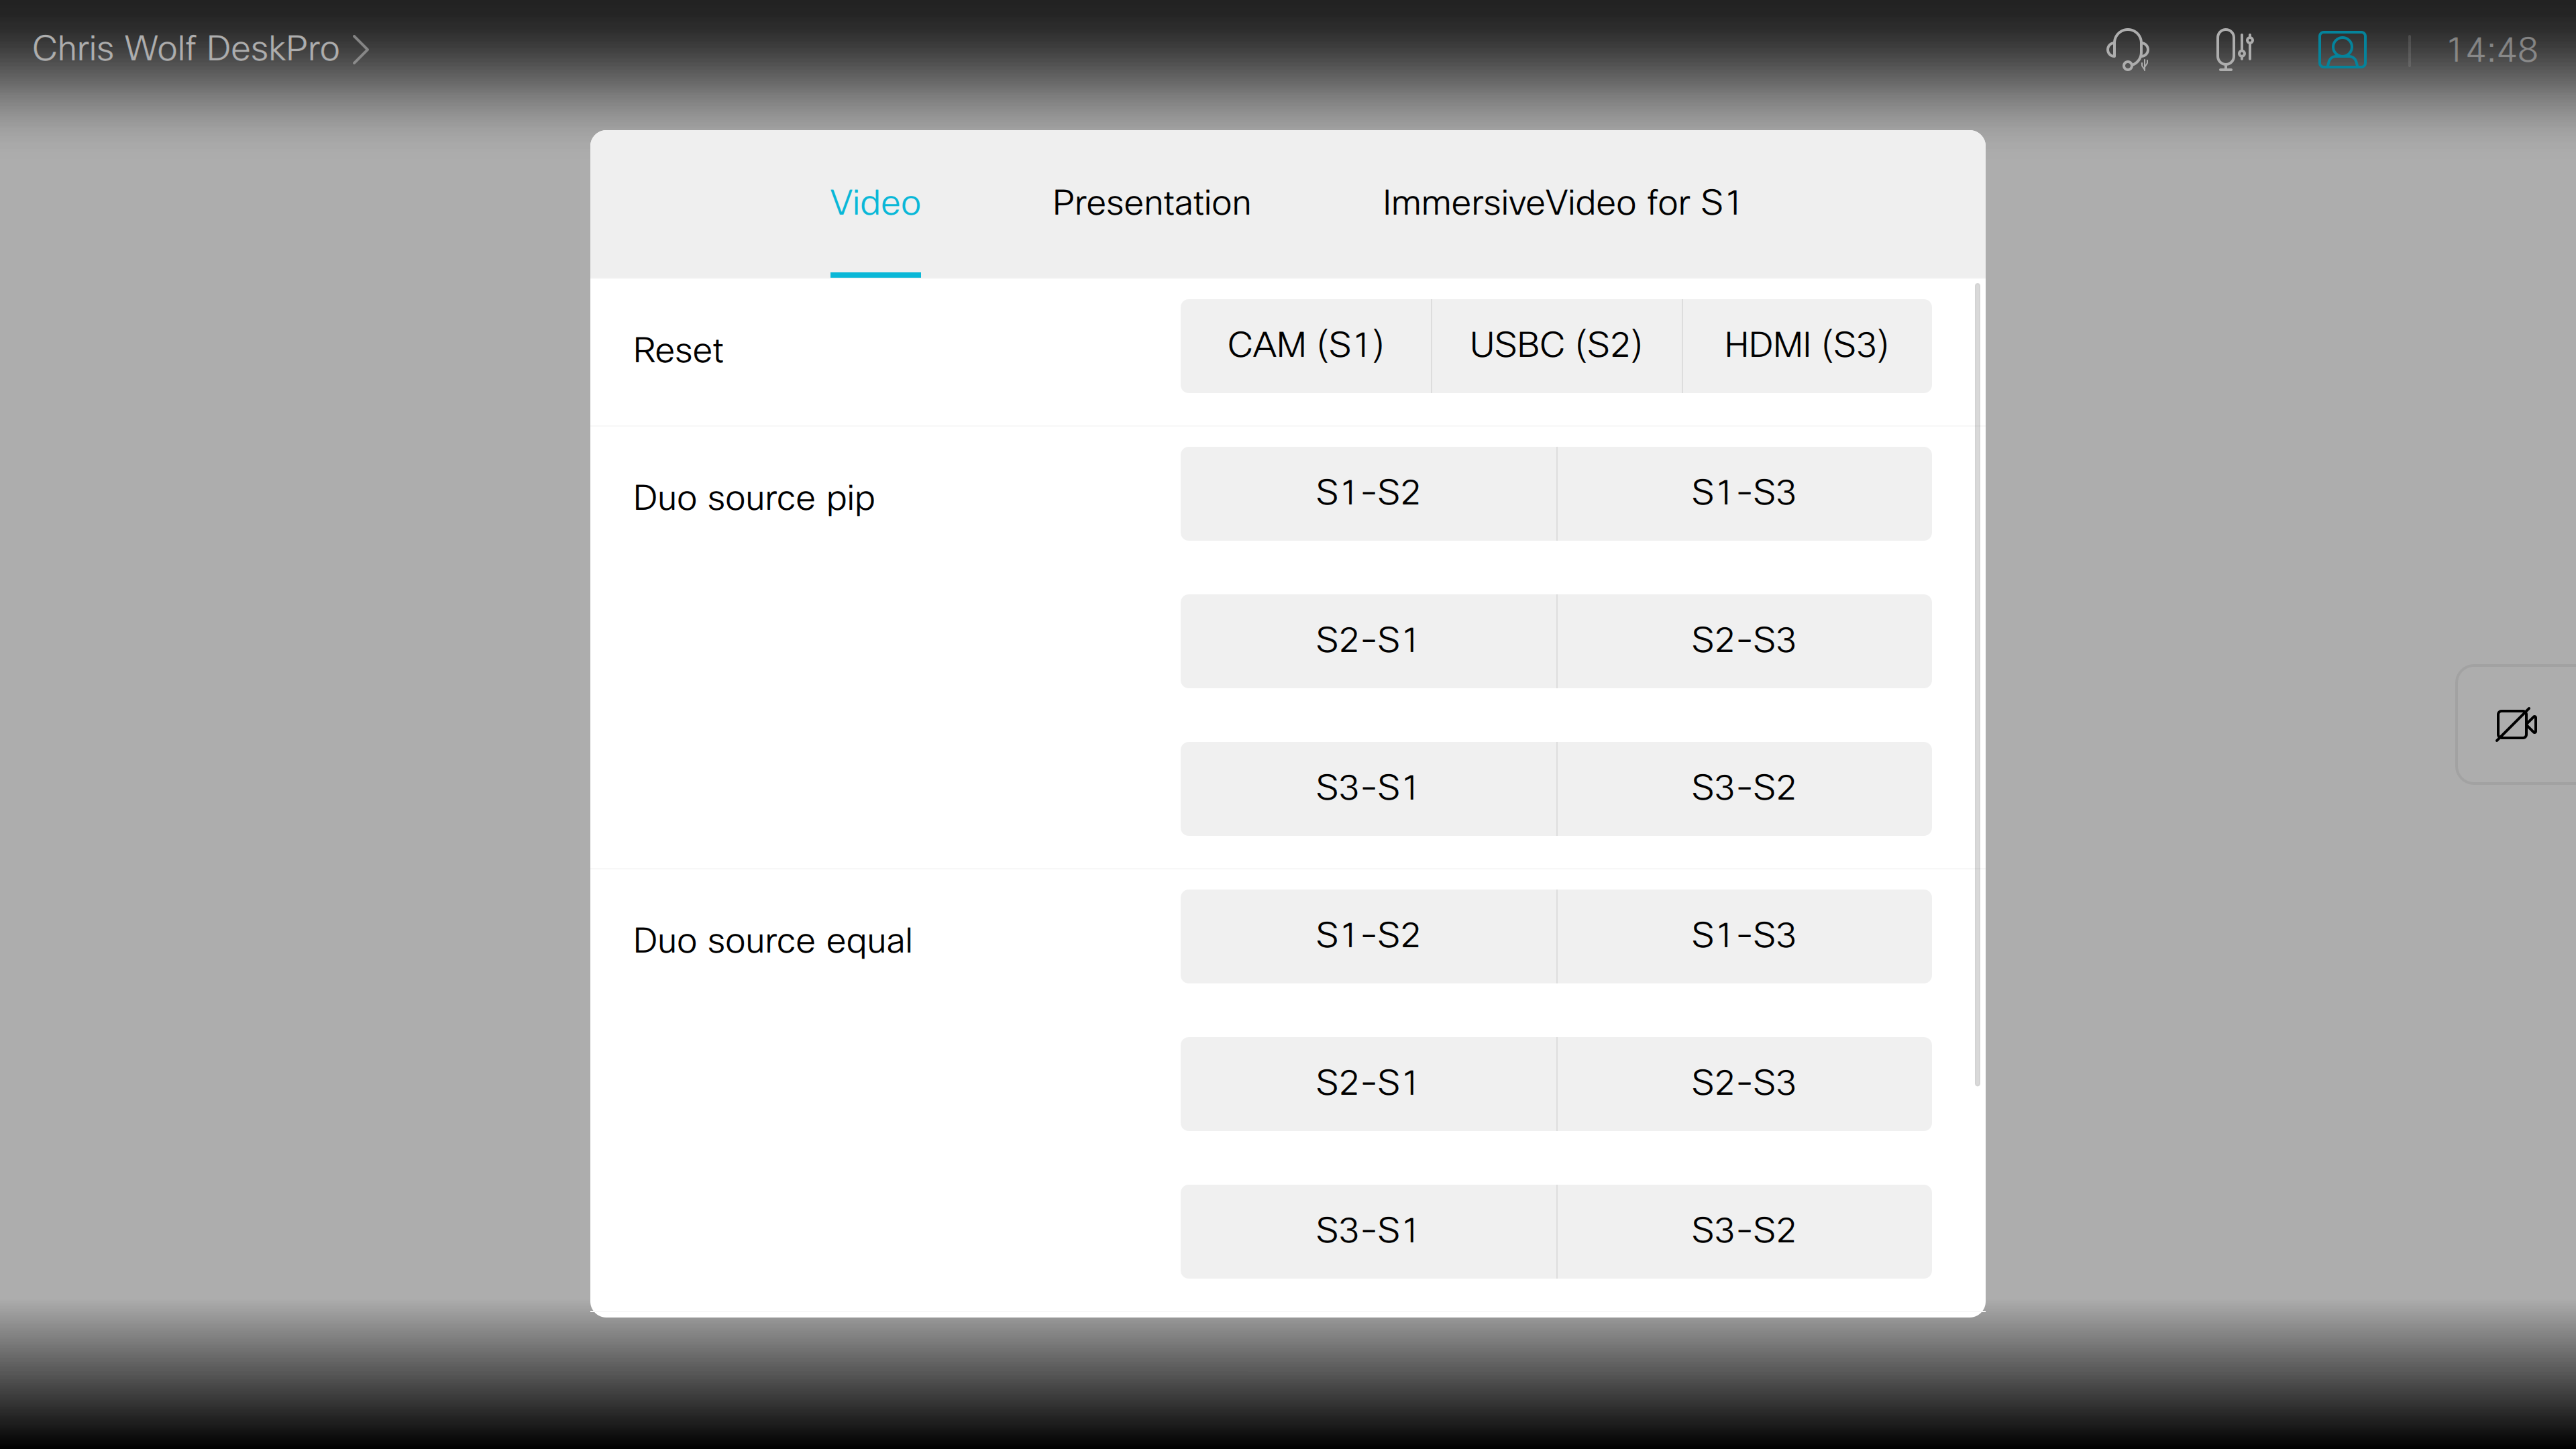 Chris Wolf DeskPro
14:48
Video Presentation ImmersiveVideo for S1
Reset CAM (S1) USBC (S2) HDMI (S3)
Duo source pip S1-S2 S1-S3
S2-S1 S2-S3
S3-S1 S3-S2
Duo source equal S1-S2 S1-S3
S2-S1 S2-S3
S3-S1 S3-S2